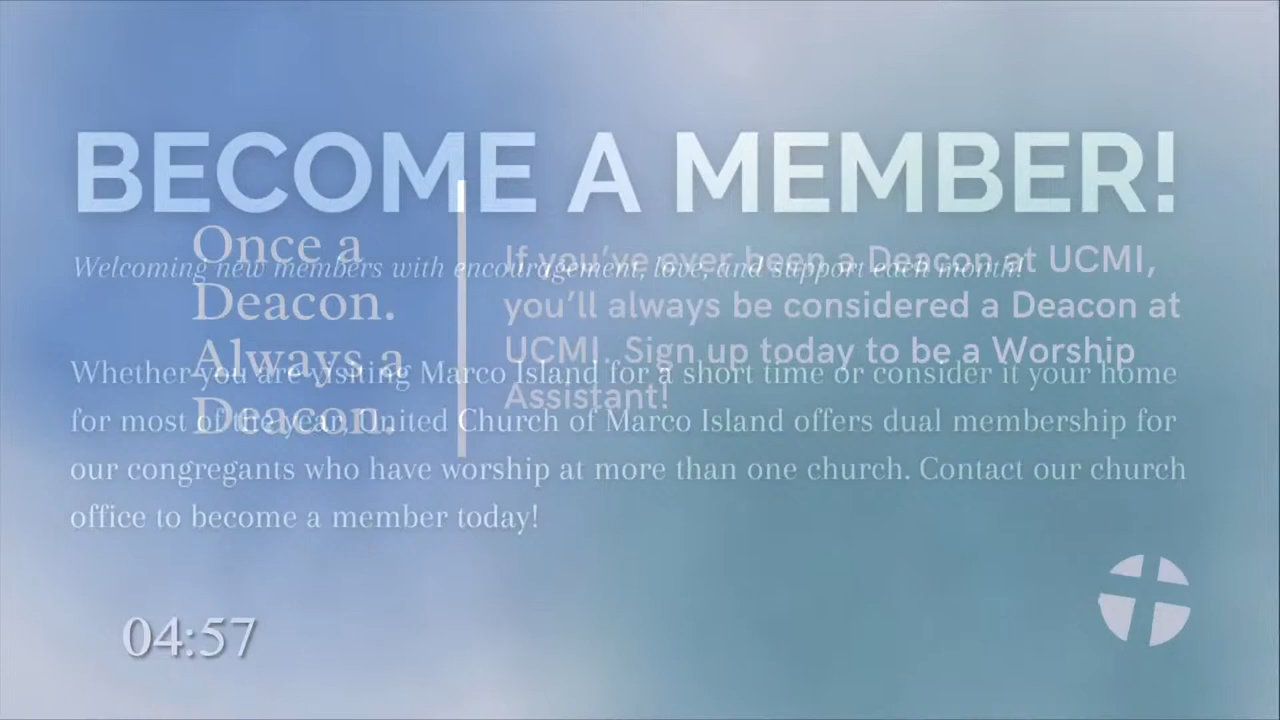 BECOME A MEMBER!
Welcoming new members with encouragement, love, and support each month!
Whether you are visiting Marco Island for a short time or consider it your home
for most of the year, United Church of Marco Island offers dual membership for
our congregants who have worship at more than one church. Contact our church
office to become a member today!
Once a
Deacon.
Always a
Deacon.
If you've ever been a Deacon at UCMI,
you'll always be considered a Deacon at
UCMI. Sign up today to be a Worship
Assistant!
04:57